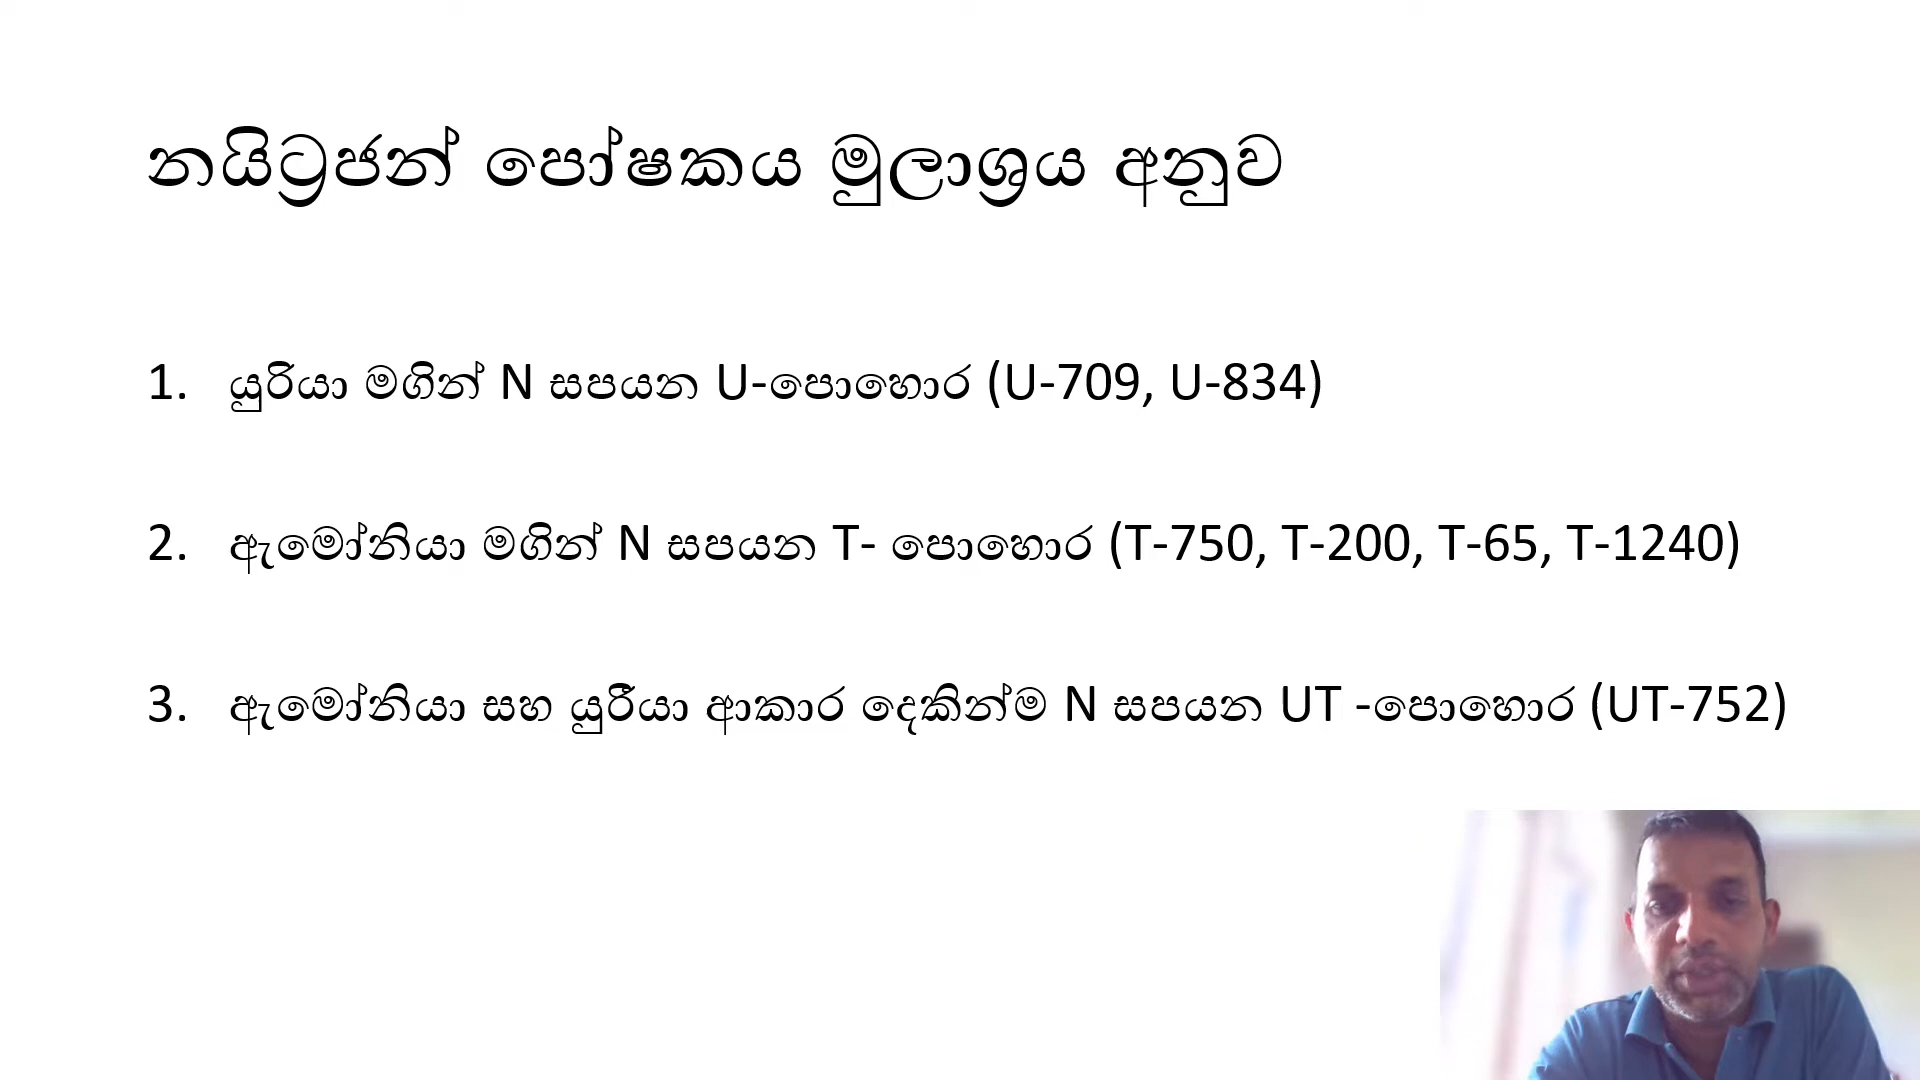 නයිට්‍රජන් පෝෂකය මුලාශ්‍රය අනුව
1. යුරියා මගින් N සපයන U-පොහොර (U-709, U-834)
2. ඇමෝනියා මගින් N සපයන T- පොහොර (T-750, T-200, T-65, T-1240)
3. ඇමෝනියා සහ යුරීයා ආකාර දෙකින්ම N සපයන UT -පොහොර (UT-752)